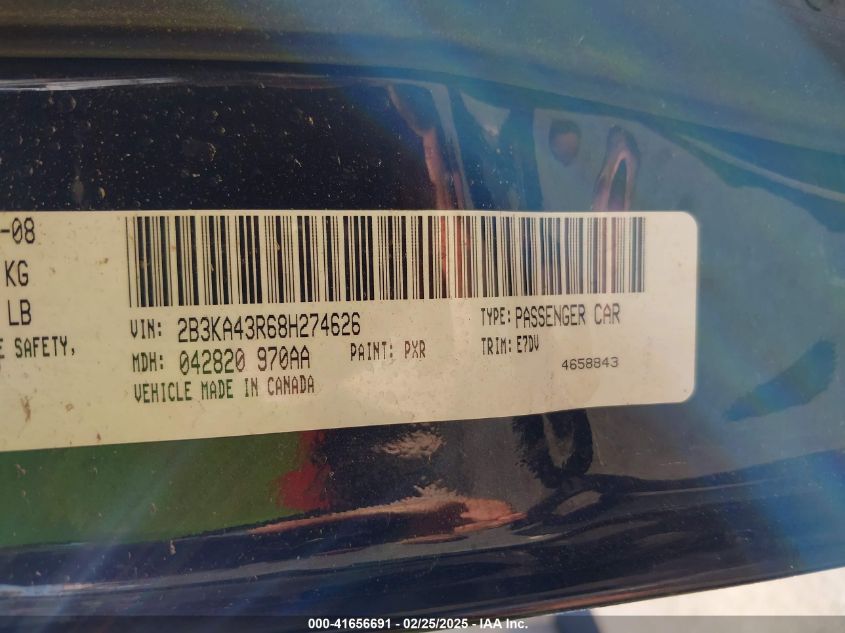 -08
KG
LB
E SAFETY,
VIN: 2B3KA43R68H274626
TYPE: PASSENGER CAR
MDH: 042820 970AA
PAINT: PXR
TRIM: E7DV
VEHICLE MADE IN CANADA
4658843
000-41656691 - 02/25/2025 - IAA Inc.